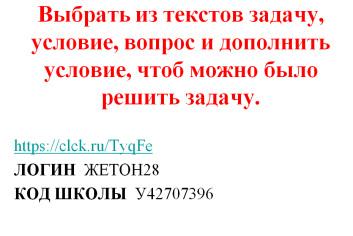 Выбрать из текстов задачу,
условие, вопрос и дополнить
условие, чтоб можно было
решить задачу.
https://clck.ru/TyqFe
ЛОГИН ЖЕТОН28
КОД ШКОЛЫ У42707396